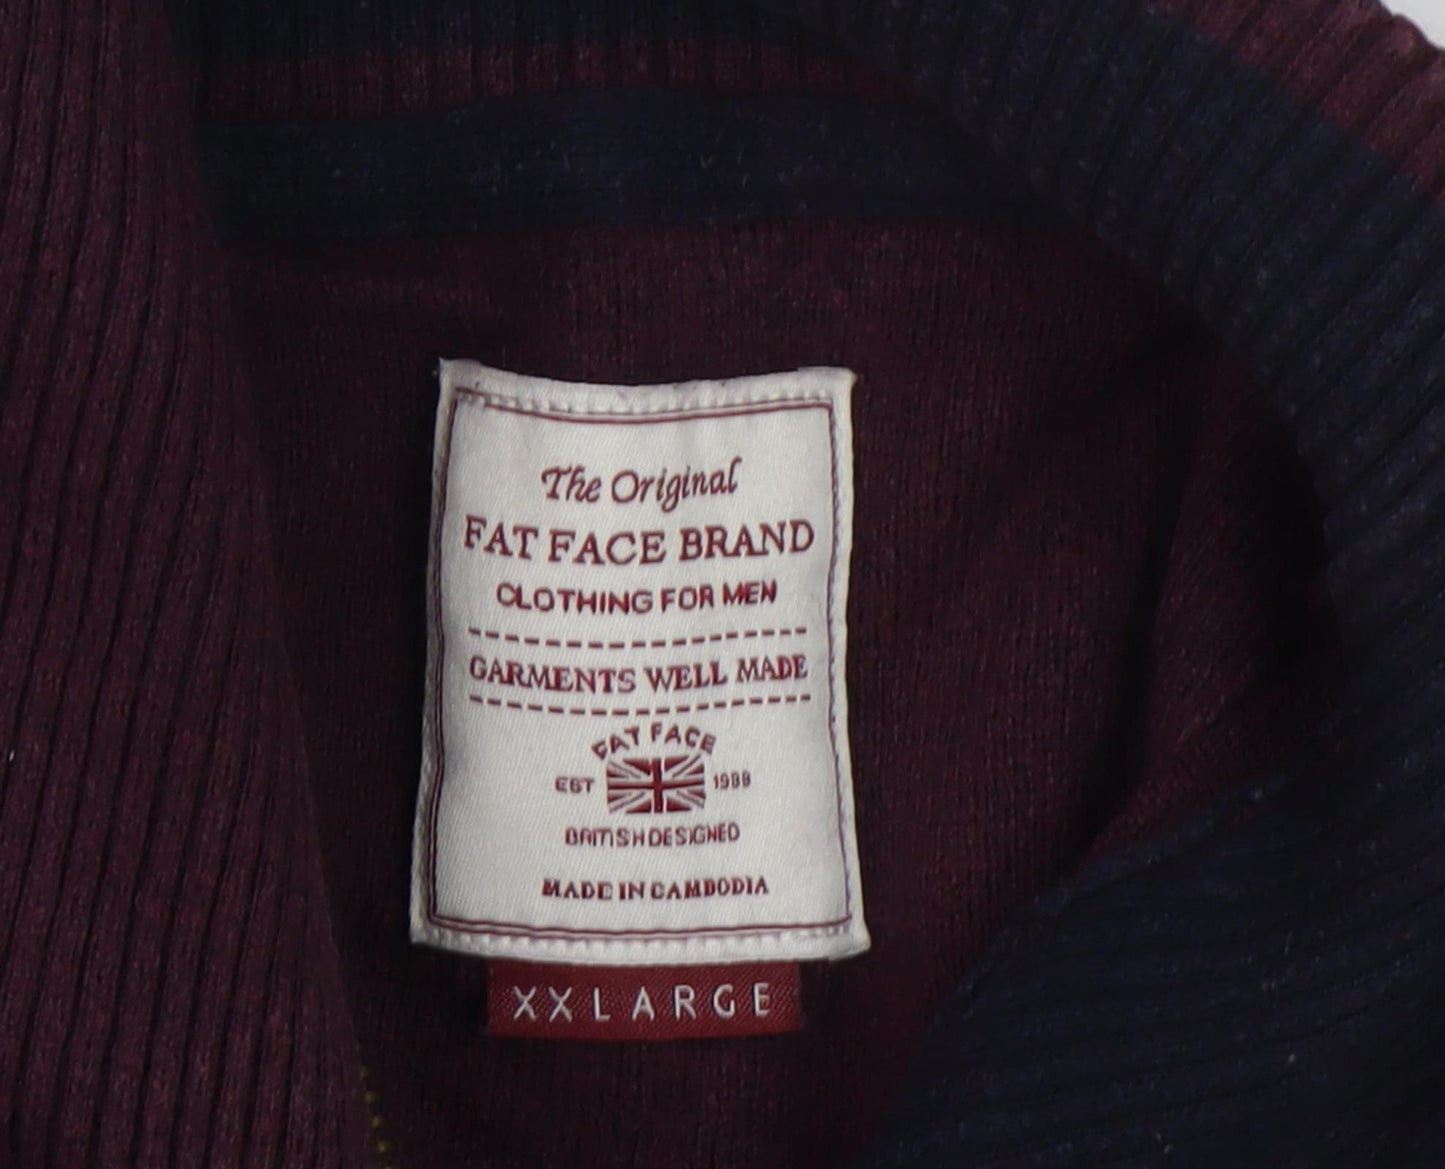 The Original
FAT FACE BRAND
CLOTHING FOR MEN
GARMENTS WELL MADE
FAT FACE
EST 1988
BRITISH DESIGNED
MADE IN CAMBODIA
XXLARGE